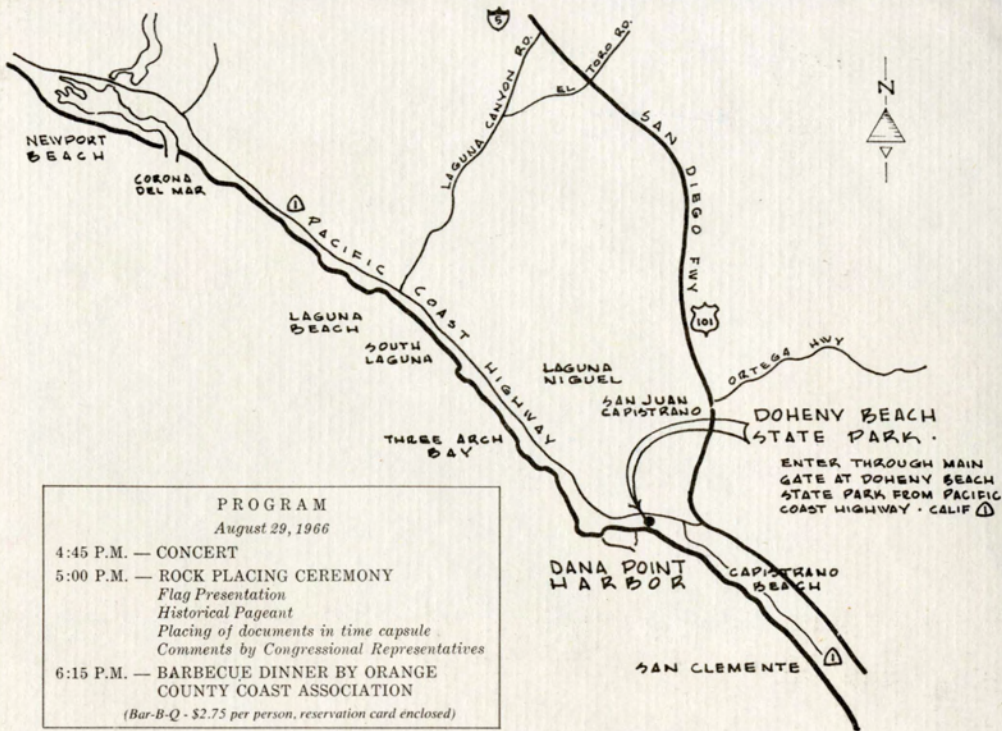 5
LAGUNA CANYON RD.
EL TORO RD.
N
SAN DIEGO FWY
101
NEWPORT
BEACH
CORONA
DEL MAR
1
PACIFIC COAST HIGHWAY
LAGUNA
BEACH
SOUTH
LAGUNA
LAGUNA
NIGUEL
ORTEGA HWY
SAN JUAN
CAPISTRANO
DOHENY BEACH
STATE PARK.
ENTER THROUGH MAIN
GATE AT DOHENY BEACH
STATE PARK FROM PACIFIC
COAST HIGHWAY · CALIF 1
THREE ARCH
BAY
DANA POINT
HARBOR
CAPISTRANO
BEACH
SAN CLEMENTE
1
PROGRAM
August 29, 1966
4:45 P.M. — CONCERT
5:00 P.M. — ROCK PLACING CEREMONY
Flag Presentation
Historical Pageant
Placing of documents in time capsule
Comments by Congressional Representatives
6:15 P.M. — BARBECUE DINNER BY ORANGE
COUNTY COAST ASSOCIATION
(Bar-B-Q - $2.75 per person, reservation card enclosed)